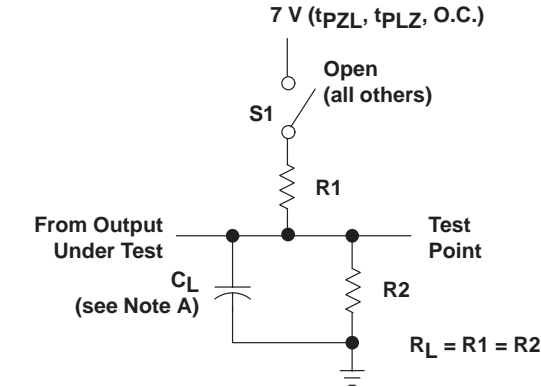 7 V (tPZL, tPLZ, O.C.)
Open
(all others)
S1
R1
From Output
Under Test
Test
Point
CL
(see Note A)
R2
RL = R1 = R2